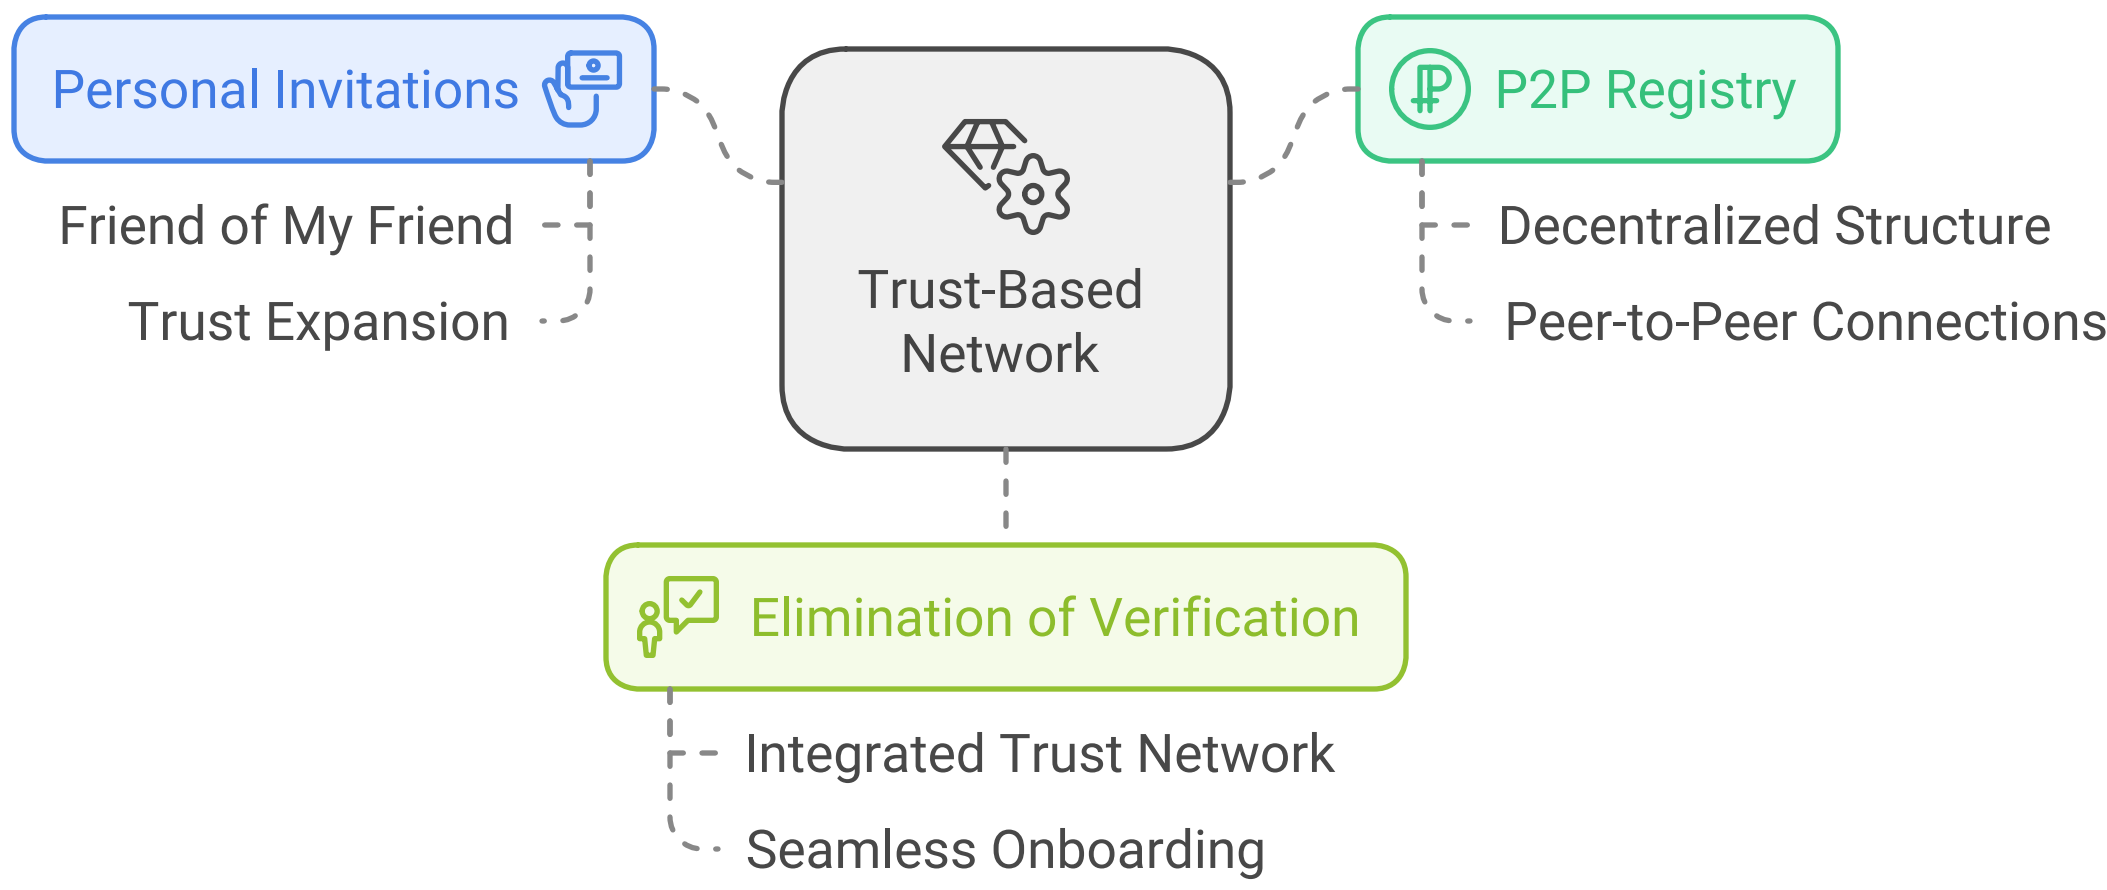 Personal Invitations
Friend of My Friend
Trust Expansion
Trust-Based
Network
P2P Registry
Decentralized Structure
Peer-to-Peer Connections
Elimination of Verification
Integrated Trust Network
Seamless Onboarding